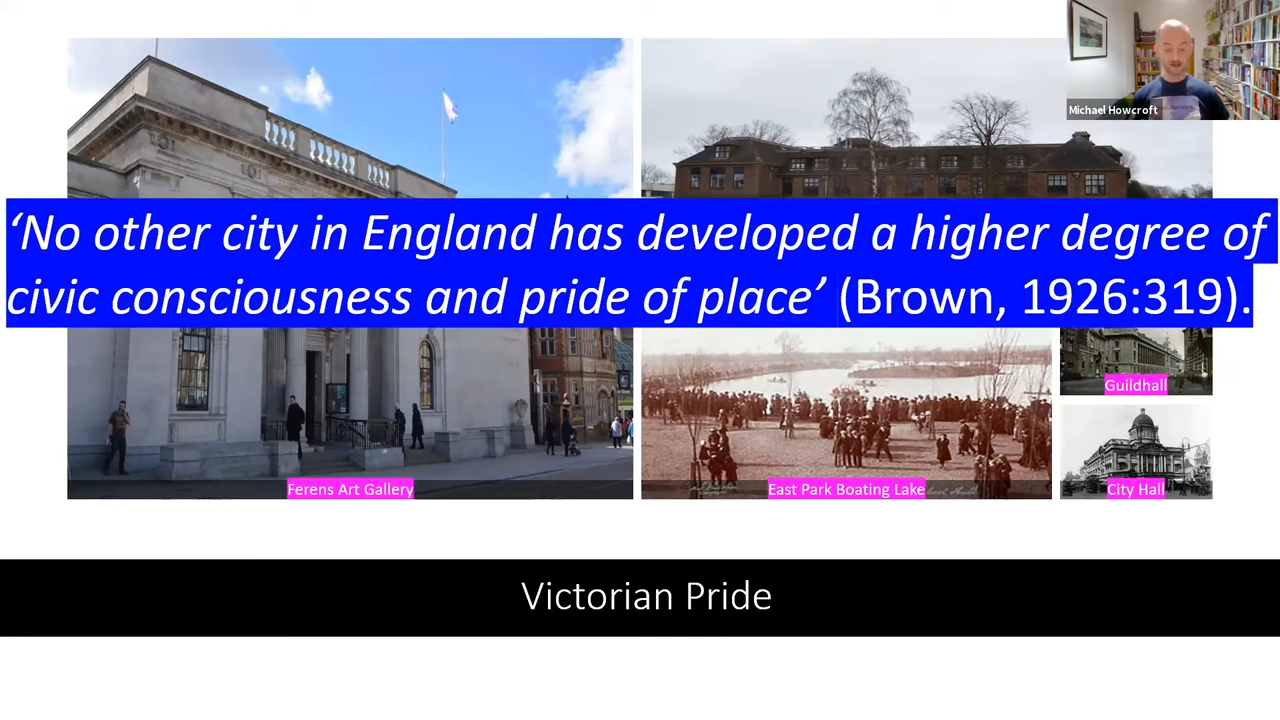 Michael Howcroft
‘No other city in England has developed a higher degree of
civic consciousness and pride of place’ (Brown, 1926:319).
Guildhall
Ferens Art Gallery
East Park Boating Lake
City Hall
Victorian Pride